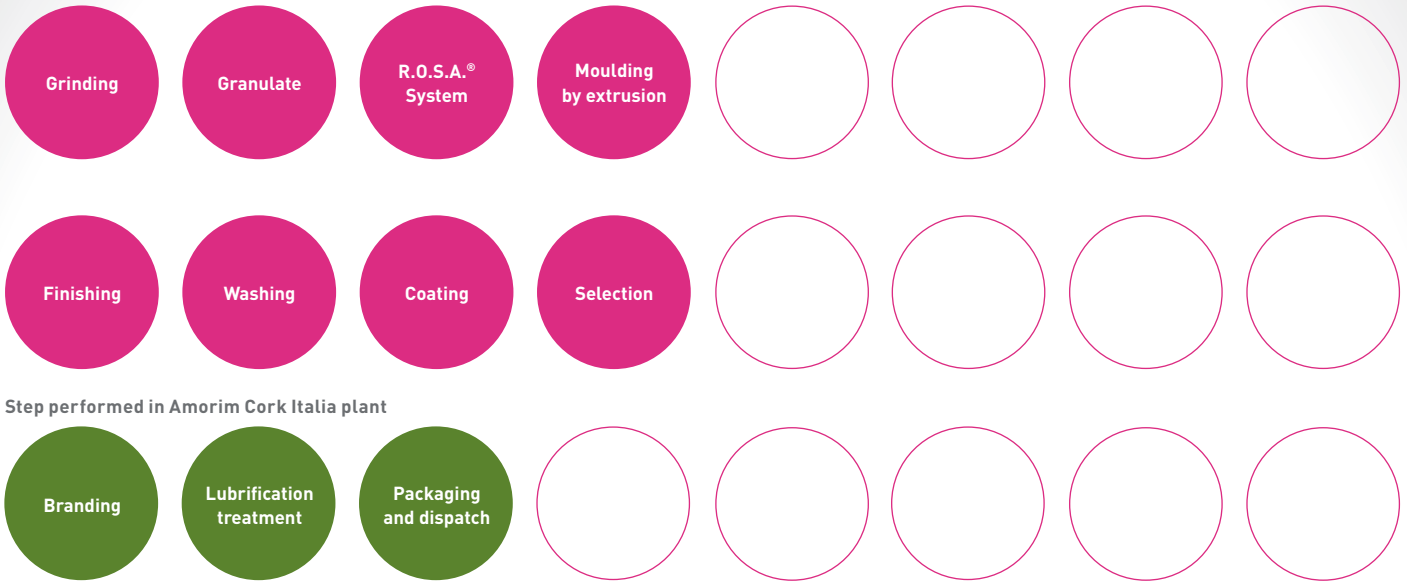 Grinding
Granulate
R.O.S.A.®
System
Moulding
by extrusion
Finishing
Washing
Coating
Selection
Step performed in Amorim Cork Italia plant
Branding
Lubrification
treatment
Packaging
and dispatch